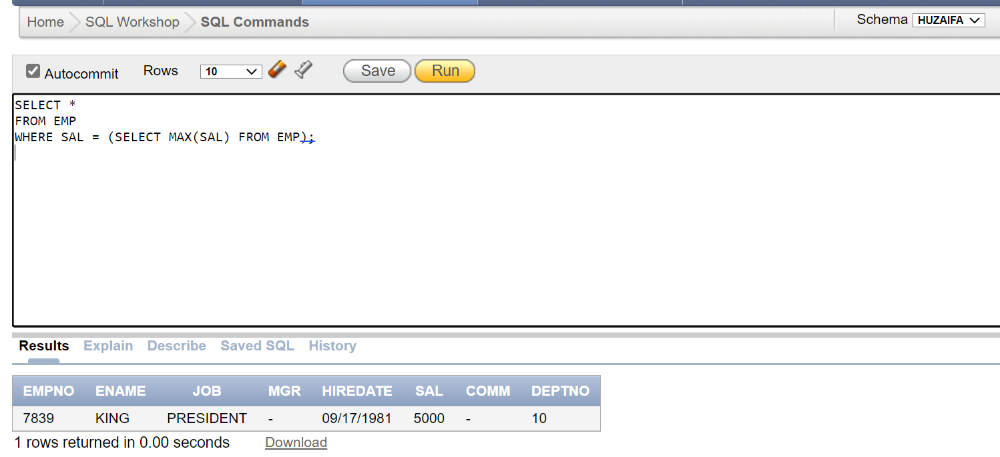 Home SQL Workshop SQL Commands Schema HUZAIFA
Autocommit Rows 10 Save Run
SELECT *
FROM EMP
WHERE SAL = (SELECT MAX(SAL) FROM EMP);
Results Explain Describe Saved SQL History
EMPNO ENAME JOB MGR HIREDATE SAL COMM DEPTNO
7839 KING PRESIDENT - 09/17/1981 5000 - 10
1 rows returned in 0.00 seconds Download